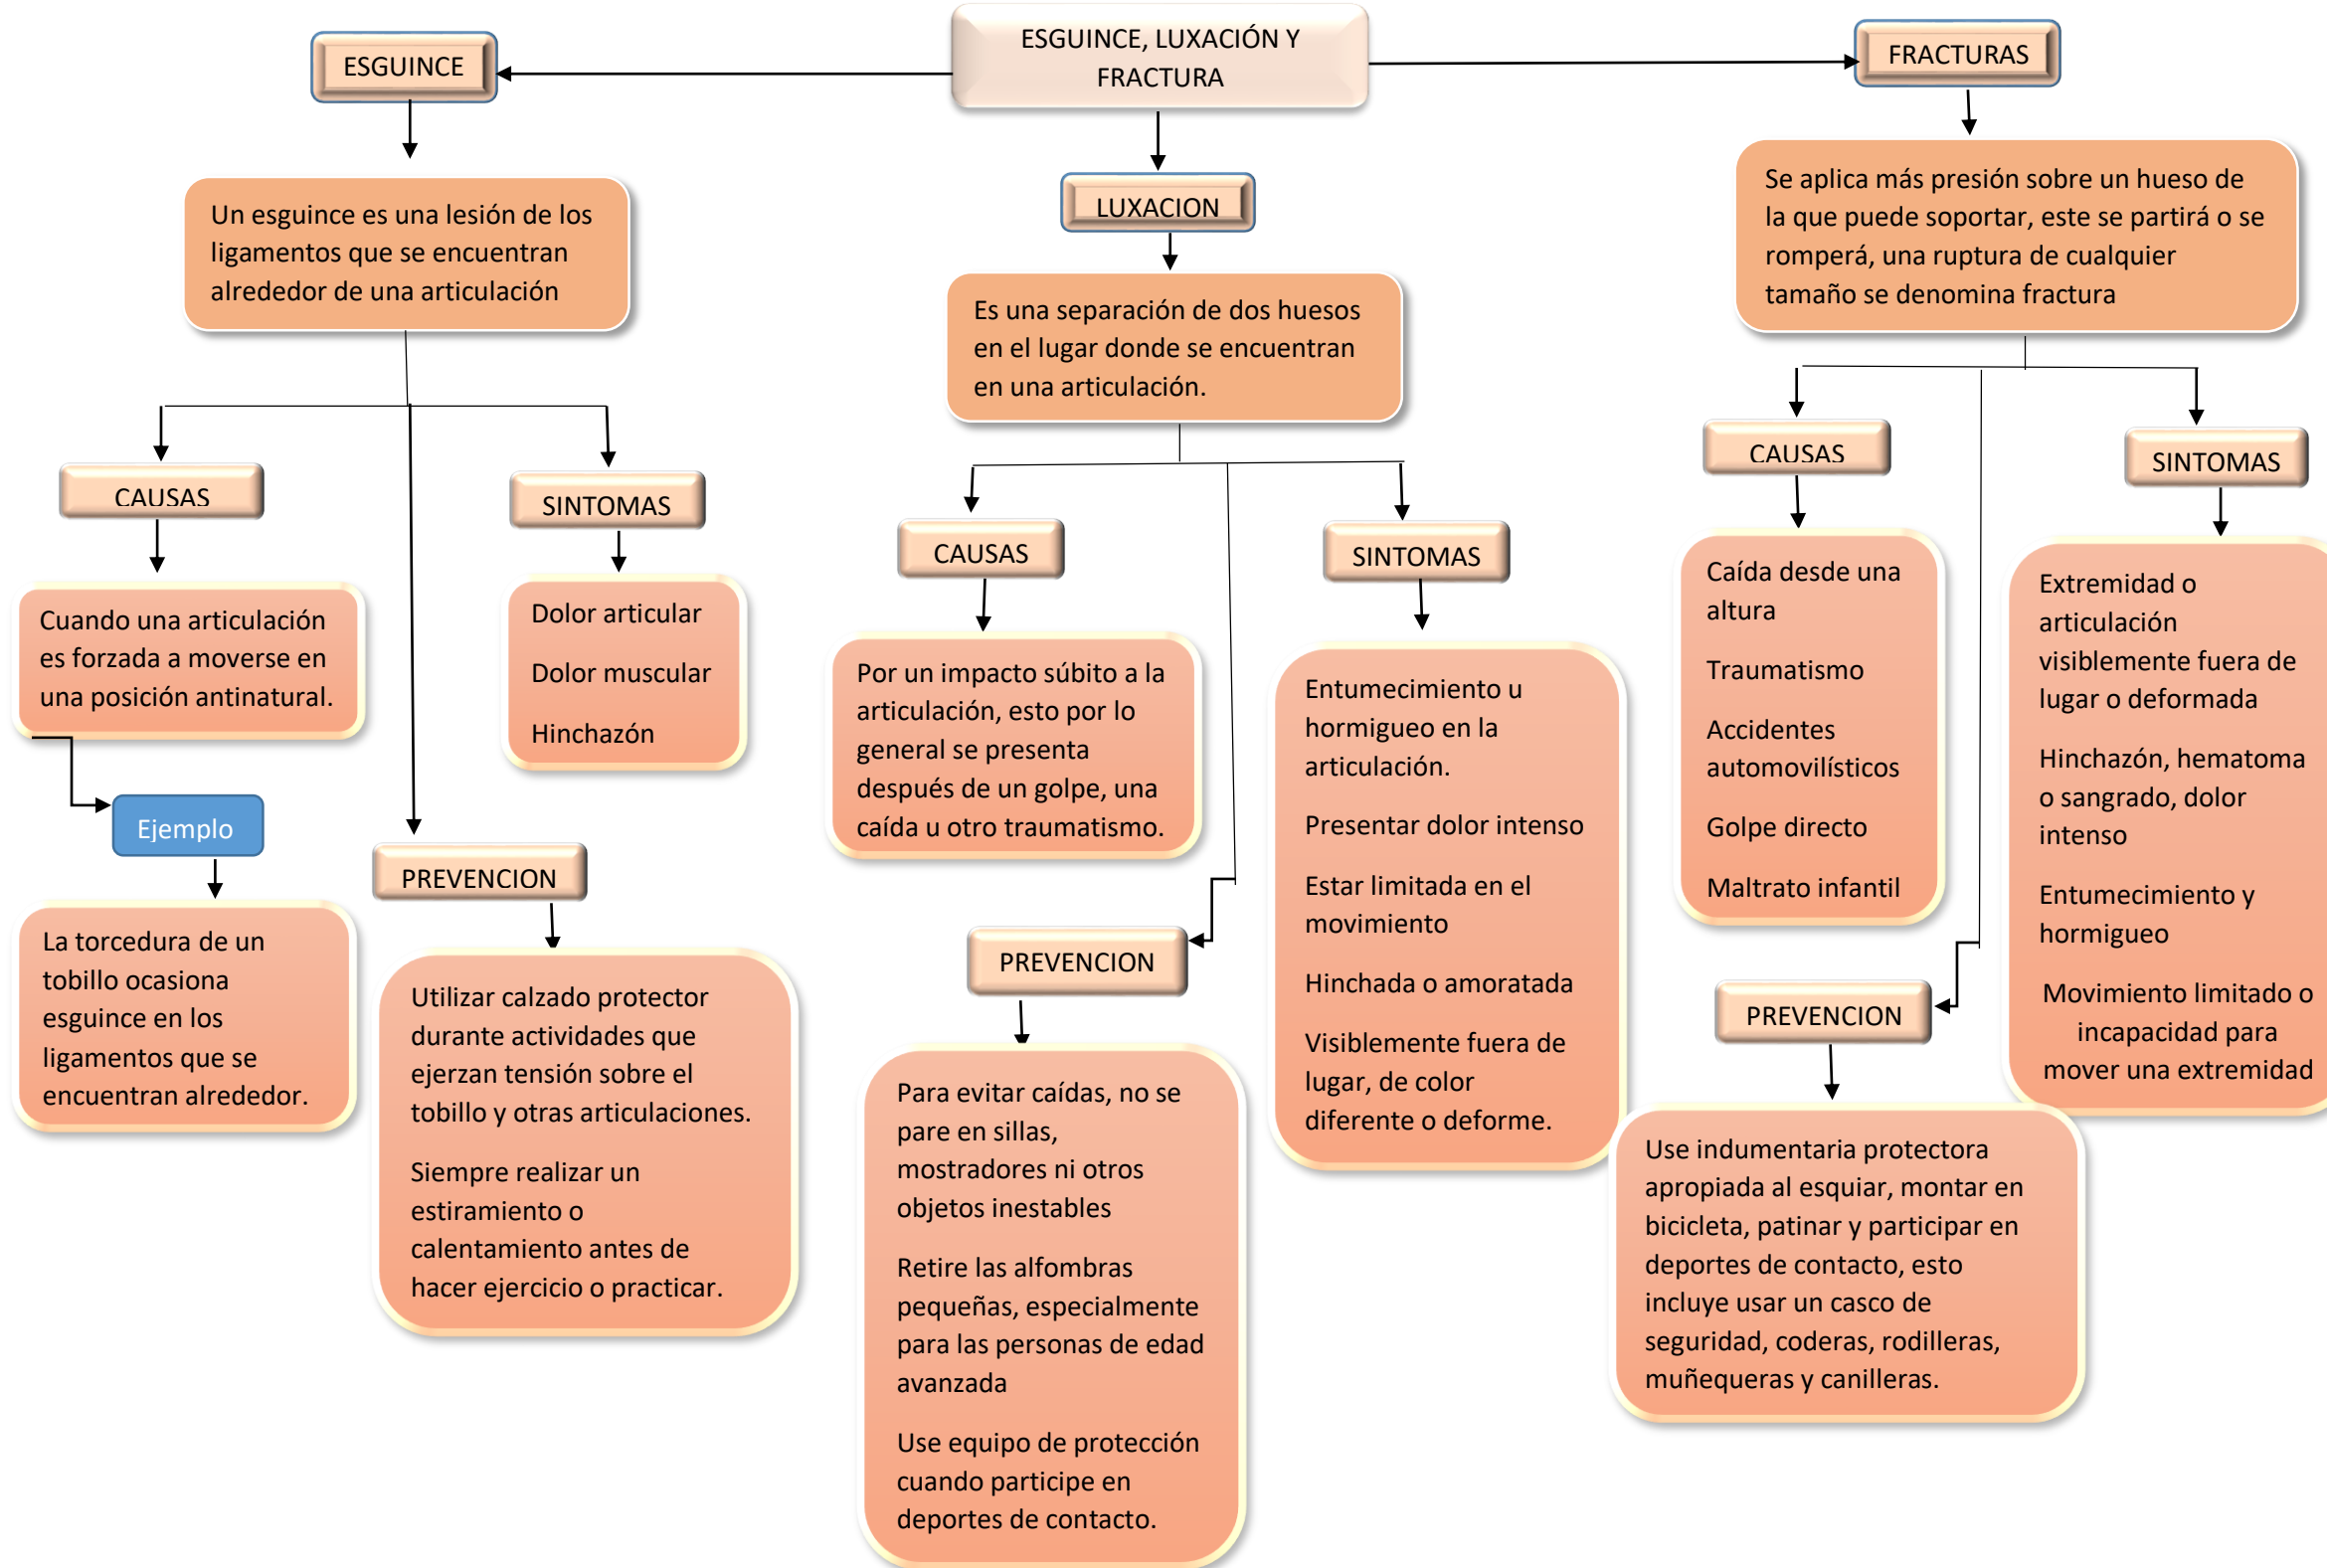 ESGUINCE, LUXACIÓN Y
FRACTURA
ESGUINCE
Un esguince es una lesión de los
ligamentos que se encuentran
alrededor de una articulación
CAUSAS
Cuando una articulación
es forzada a moverse en
una posición antinatural.
Ejemplo
La torcedura de un
tobillo ocasiona
esguince en los
ligamentos que se
encuentran alrededor.
SINTOMAS
Dolor articular
Dolor muscular
Hinchazón
PREVENCION
Utilizar calzado protector
durante actividades que
ejerzan tensión sobre el
tobillo y otras articulaciones.
Siempre realizar un
estiramiento o
calentamiento antes de
hacer ejercicio o practicar.
LUXACION
Es una separación de dos huesos
en el lugar donde se encuentran
en una articulación.
CAUSAS
Por un impacto súbito a la
articulación, esto por lo
general se presenta
después de un golpe, una
caída u otro traumatismo.
SINTOMAS
Entumecimiento u
hormigueo en la
articulación.
Presentar dolor intenso
Estar limitada en el
movimiento
Hinchada o amoratada
Visiblemente fuera de
lugar, de color
diferente o deforme.
PREVENCION
Para evitar caídas, no se
pare en sillas,
mostradores ni otros
objetos inestables
Retire las alfombras
pequeñas, especialmente
para las personas de edad
avanzada
Use equipo de protección
cuando participe en
deportes de contacto.
FRACTURAS
Se aplica más presión sobre un hueso de
la que puede soportar, este se partirá o se
romperá, una ruptura de cualquier
tamaño se denomina fractura
CAUSAS
Caída desde una
altura
Traumatismo
Accidentes
automovilísticos
Golpe directo
Maltrato infantil
SINTOMAS
Extremidad o
articulación
visiblemente fuera de
lugar o deformada
Hinchazón, hematoma
o sangrado, dolor
intenso
Entumecimiento y
hormigueo
Movimiento limitado o
incapacidad para
mover una extremidad
PREVENCION
Use indumentaria protectora
apropiada al esquiar, montar en
bicicleta, patinar y participar en
deportes de contacto, esto
incluye usar un casco de
seguridad, coderas, rodilleras,
muñequeras y canilleras.